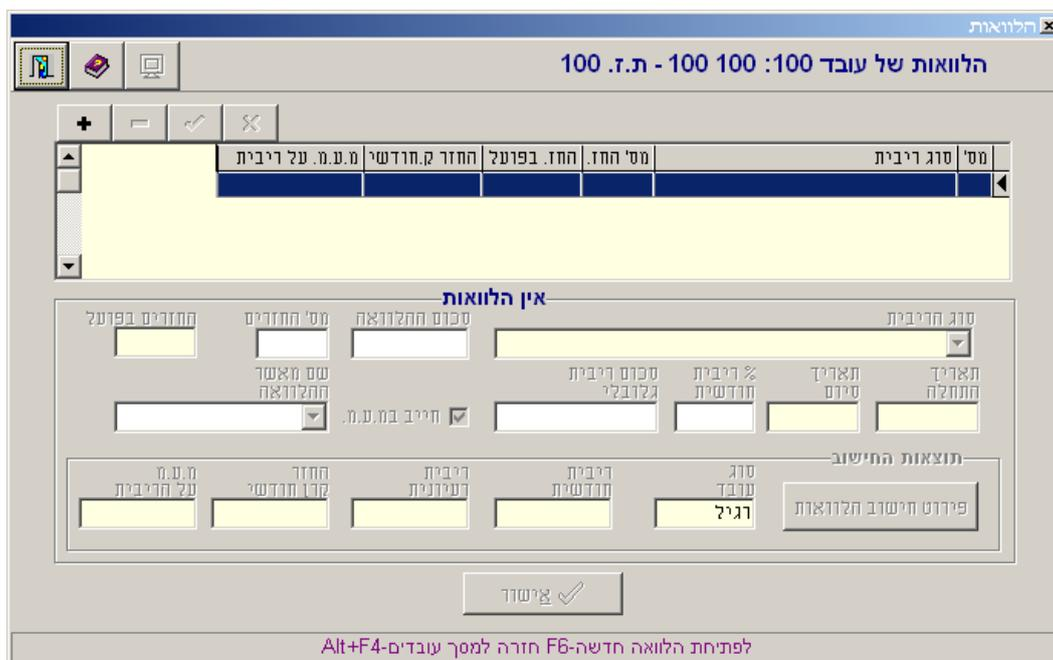 הלוואות
הלוואות של עובד 100: 100 100 - ת.ז. 100
מס' סוג ריבית מס' החז. החז. בפועל החזר ק.חודשי מ.ע.מ. על ריבית
אין הלוואות
סוג הריבית סכום ההלוואה מס' החזרים החזרים בפועל
תאריך התחלה תאריך סיום % ריבית חודשית סכום ריבית גלובלי חייב במ.ע.מ. שם מאשר ההלוואה
תוצאות החישוב
פירוט חישוב הלוואות סוג עובד ריבית חודשית ריבית רעיונית החזר קרן חודשי מ.ע.מ על הריבית
רגיל
אישור
לפתיחת הלוואה חדשה-F6 חזרה למסך עובדים-Alt+F4